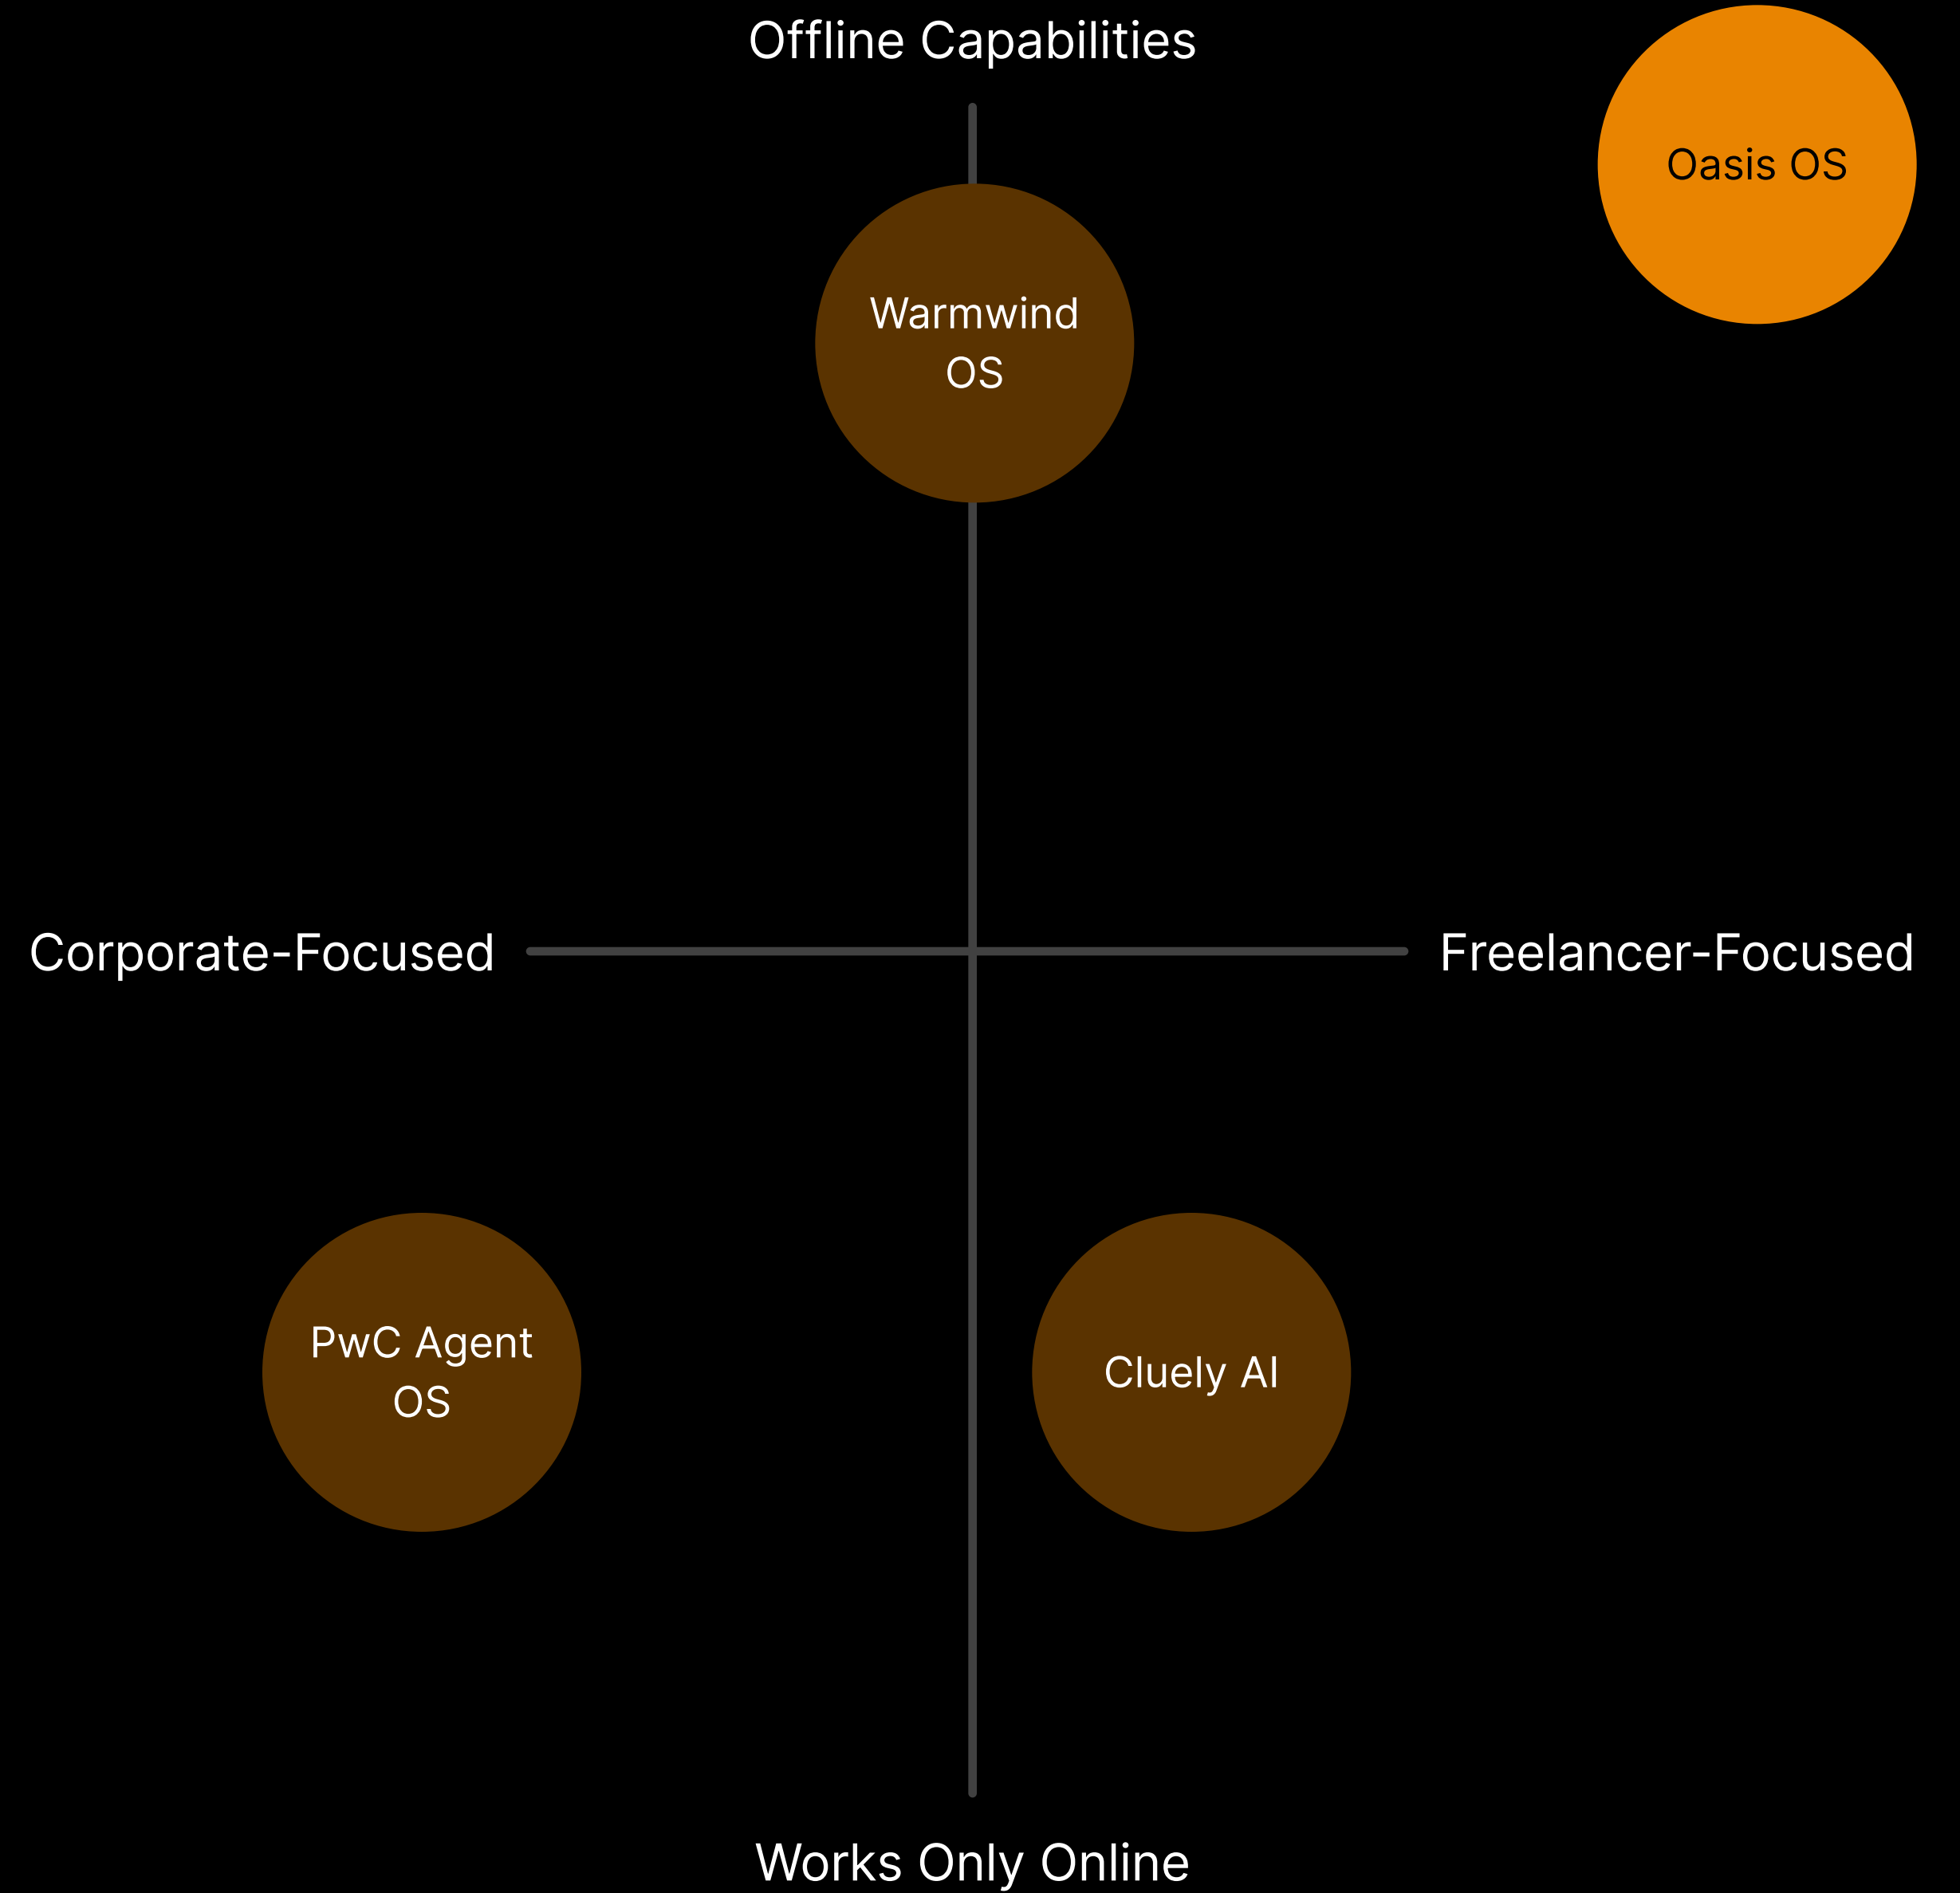 Offline Capabilities
Oasis OS
Warmwind
OS
Corporate-Focused
Freelancer-Focused
PwC Agent
OS
Cluely AI
Works Only Online